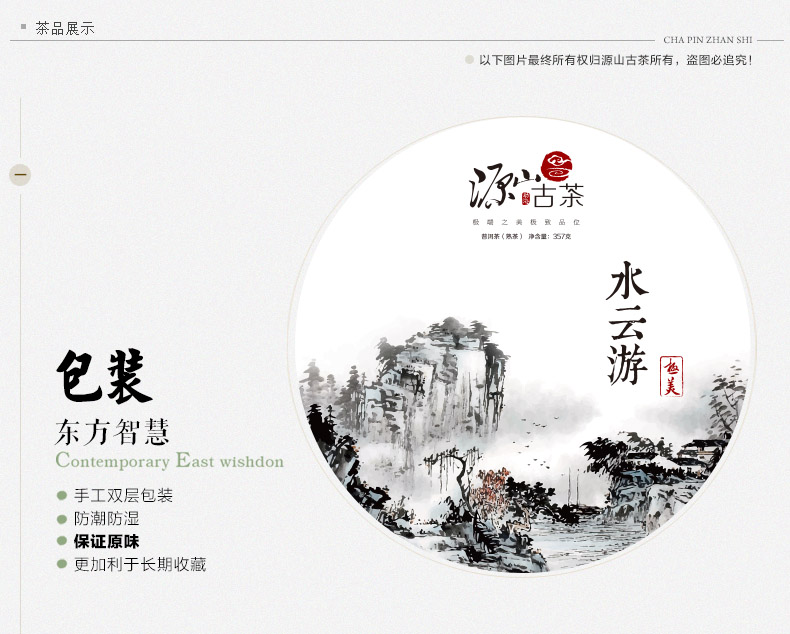 茶品展示
CHA PIN ZHAN SHI
以下图片最终所有权归源山古茶所有，盗图必追究！
源山古茶
极端之美极致品位
普洱茶（熟茶） 净含量：357克
水云游
极美
包装
东方智慧
Contemporary East wishdon
手工双层包装
防潮防湿
保证原味
更加利于长期收藏